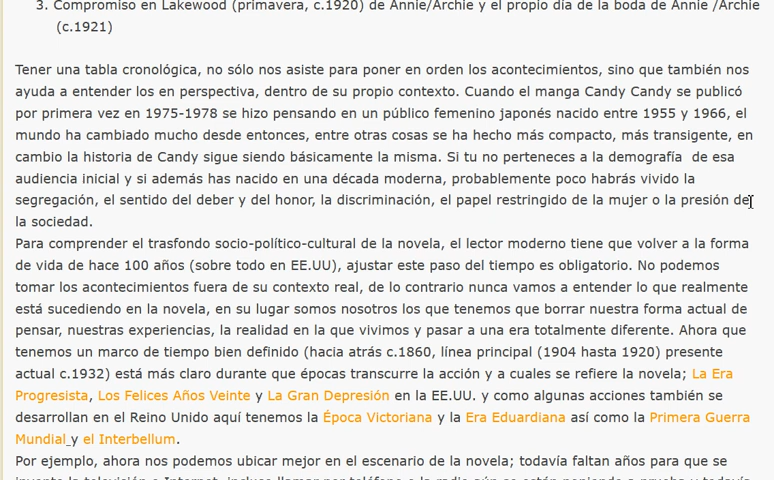 3. Compromiso en Lakewood (primavera, c.1920) de Annie/Archie y el propio día de la boda de Annie /Archie
(c.1921)
Tener una tabla cronológica, no sólo nos asiste para poner en orden los acontecimientos, sino que también nos
ayuda a entender los en perspectiva, dentro de su propio contexto. Cuando el manga Candy Candy se publicó
por primera vez en 1975-1978 se hizo pensando en un público femenino japonés nacido entre 1955 y 1966, el
mundo ha cambiado mucho desde entonces, entre otras cosas se ha hecho más compacto, más transigente, en
cambio la historia de Candy sigue siendo básicamente la misma. Si tu no perteneces a la demografía  de esa
audiencia inicial y si además has nacido en una década moderna, probablemente poco habrás vivido la
segregación, el sentido del deber y del honor, la discriminación, el papel restringido de la mujer o la presión de
la sociedad.
Para comprender el trasfondo socio-político-cultural de la novela, el lector moderno tiene que volver a la forma
de vida de hace 100 años (sobre todo en EE.UU), ajustar este paso del tiempo es obligatorio. No podemos
tomar los acontecimientos fuera de su contexto real, de lo contrario nunca vamos a entender lo que realmente
está sucediendo en la novela, en su lugar somos nosotros los que tenemos que borrar nuestra forma actual de
pensar, nuestras experiencias, la realidad en la que vivimos y pasar a una era totalmente diferente. Ahora que
tenemos un marco de tiempo bien definido (hacia atrás c.1860, línea principal (1904 hasta 1920) presente
actual c.1932) está más claro durante que épocas transcurre la acción y a cuales se refiere la novela; La Era
Progresista, Los Felices Años Veinte y La Gran Depresión en la EE.UU. y como algunas acciones también se
desarrollan en el Reino Unido aquí tenemos la Época Victoriana y la Era Eduardiana así como la Primera Guerra
Mundial y el Interbellum.
Por ejemplo, ahora nos podemos ubicar mejor en el escenario de la novela; todavía faltan años para que se